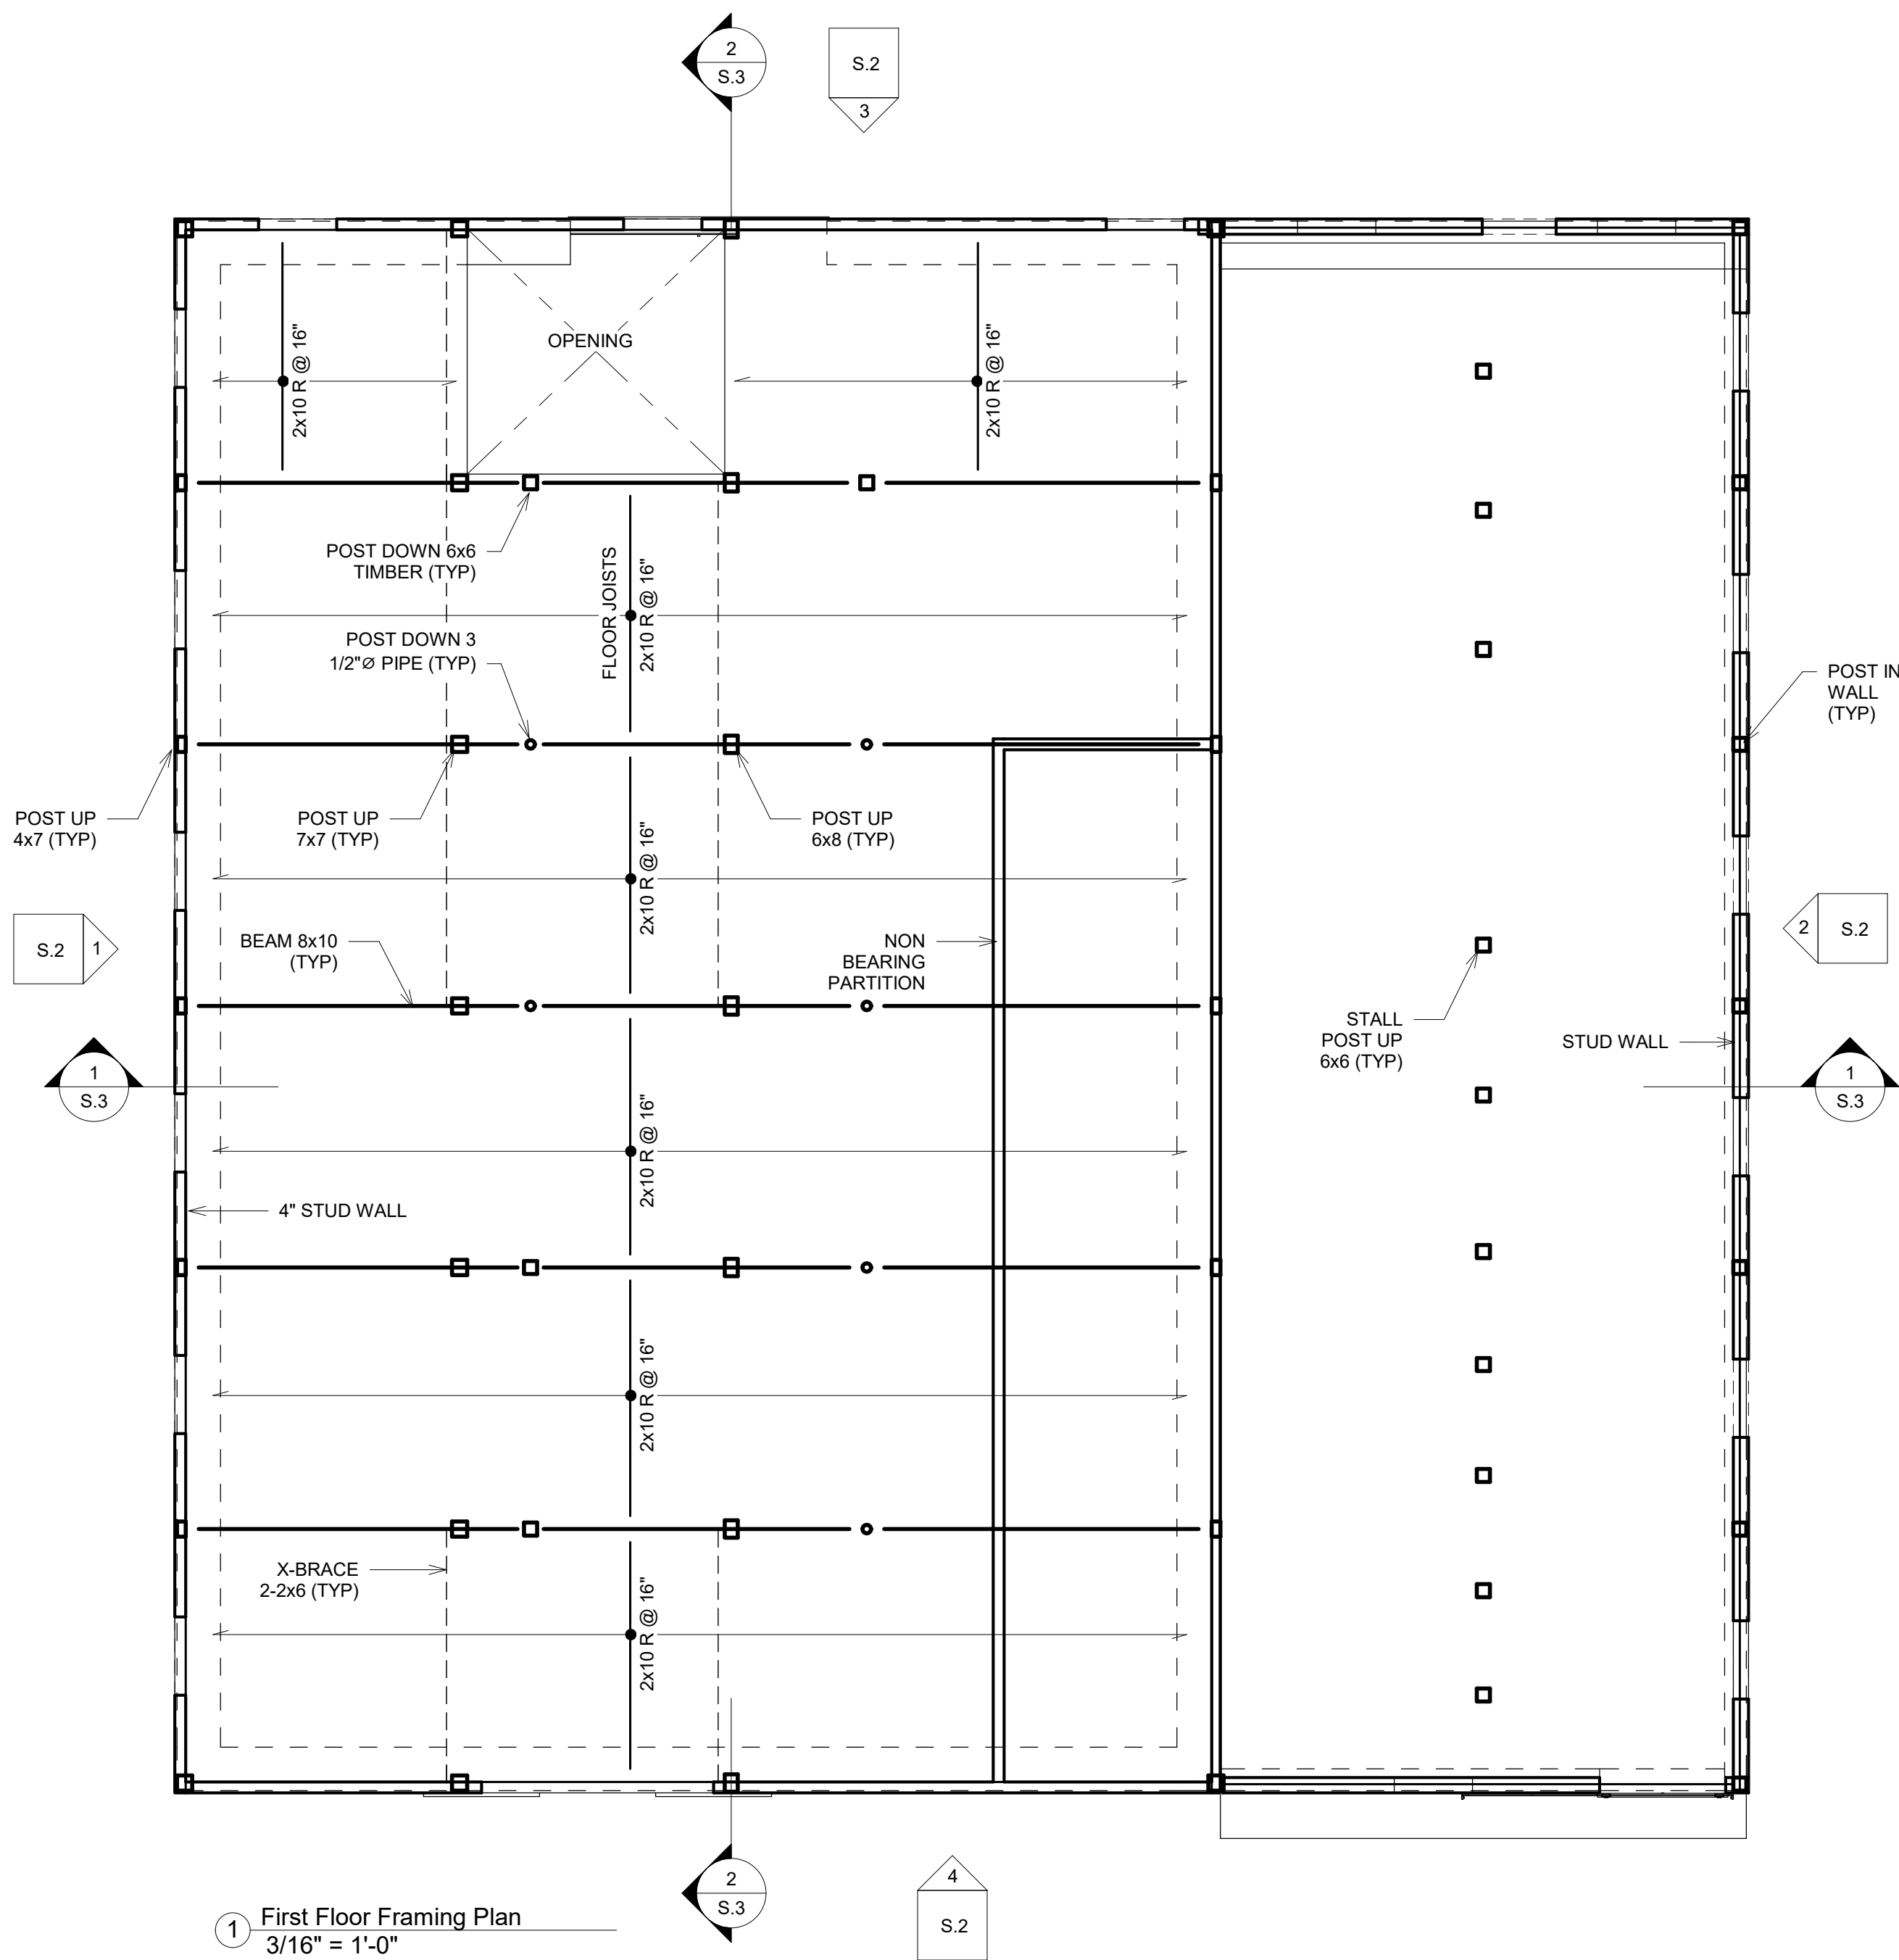 2
S.3
S.2
3
OPENING
2x10 R @ 16"
2x10 R @ 16"
POST DOWN 6x6
TIMBER (TYP)
FLOOR JOISTS
2x10 R @ 16"
POST DOWN 3
1/2"Ø PIPE (TYP)
POST IN
WALL
(TYP)
POST UP
4x7 (TYP)
POST UP
7x7 (TYP)
POST UP
6x8 (TYP)
2x10 R @ 16"
S.2
1
BEAM 8x10
(TYP)
NON
BEARING
PARTITION
2
S.2
STALL
POST UP
6x6 (TYP)
STUD WALL
1
S.3
1
S.3
2x10 R @ 16"
4" STUD WALL
2x10 R @ 16"
X-BRACE
2-2x6 (TYP)
2x10 R @ 16"
2
S.3
4
S.2
1
First Floor Framing Plan
3/16" = 1'-0"